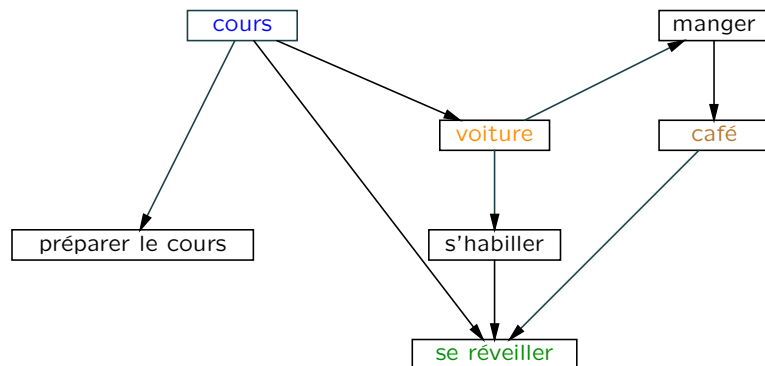 cours
manger
voiture
café
préparer le cours
s'habiller
se réveiller